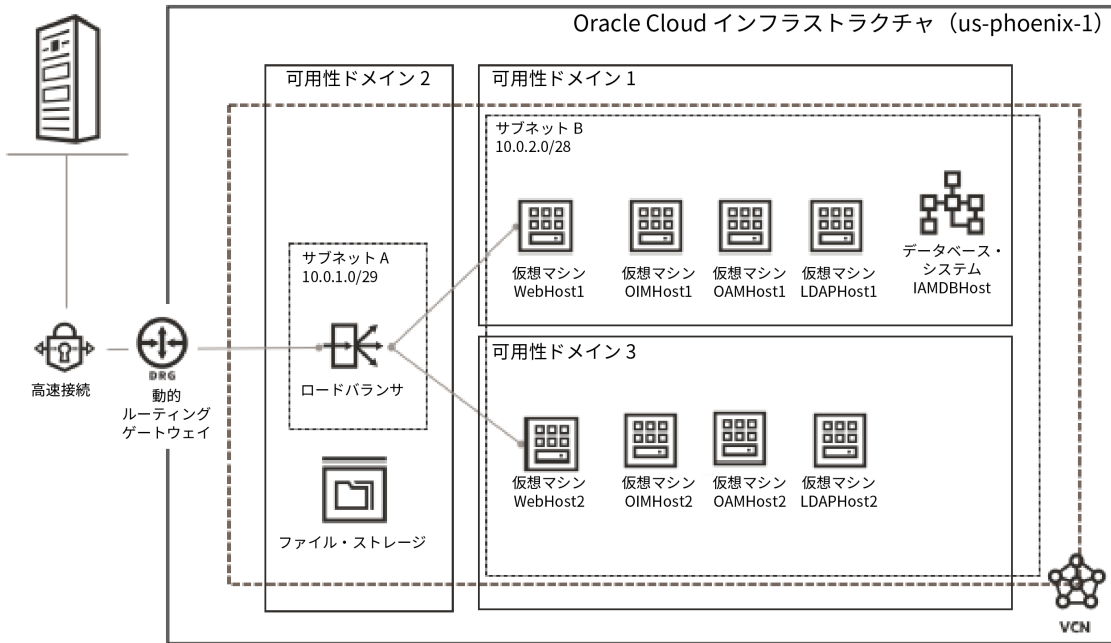 Oracle Cloud インフラストラクチャ（us-phoenix-1）
可用性ドメイン 2
可用性ドメイン 1
サブネット B
10.0.2.0/28
仮想マシン
WebHost1
仮想マシン
OIMHost1
仮想マシン
OAMHost1
仮想マシン
LDAPHost1
データベース・
システム
IAMDBHost
サブネット A
10.0.1.0/29
ロードバランサ
高速接続
DRG
動的
ルーティング
ゲートウェイ
可用性ドメイン 3
仮想マシン
WebHost2
仮想マシン
OIMHost2
仮想マシン
OAMHost2
仮想マシン
LDAPHost2
ファイル・ストレージ
VCN